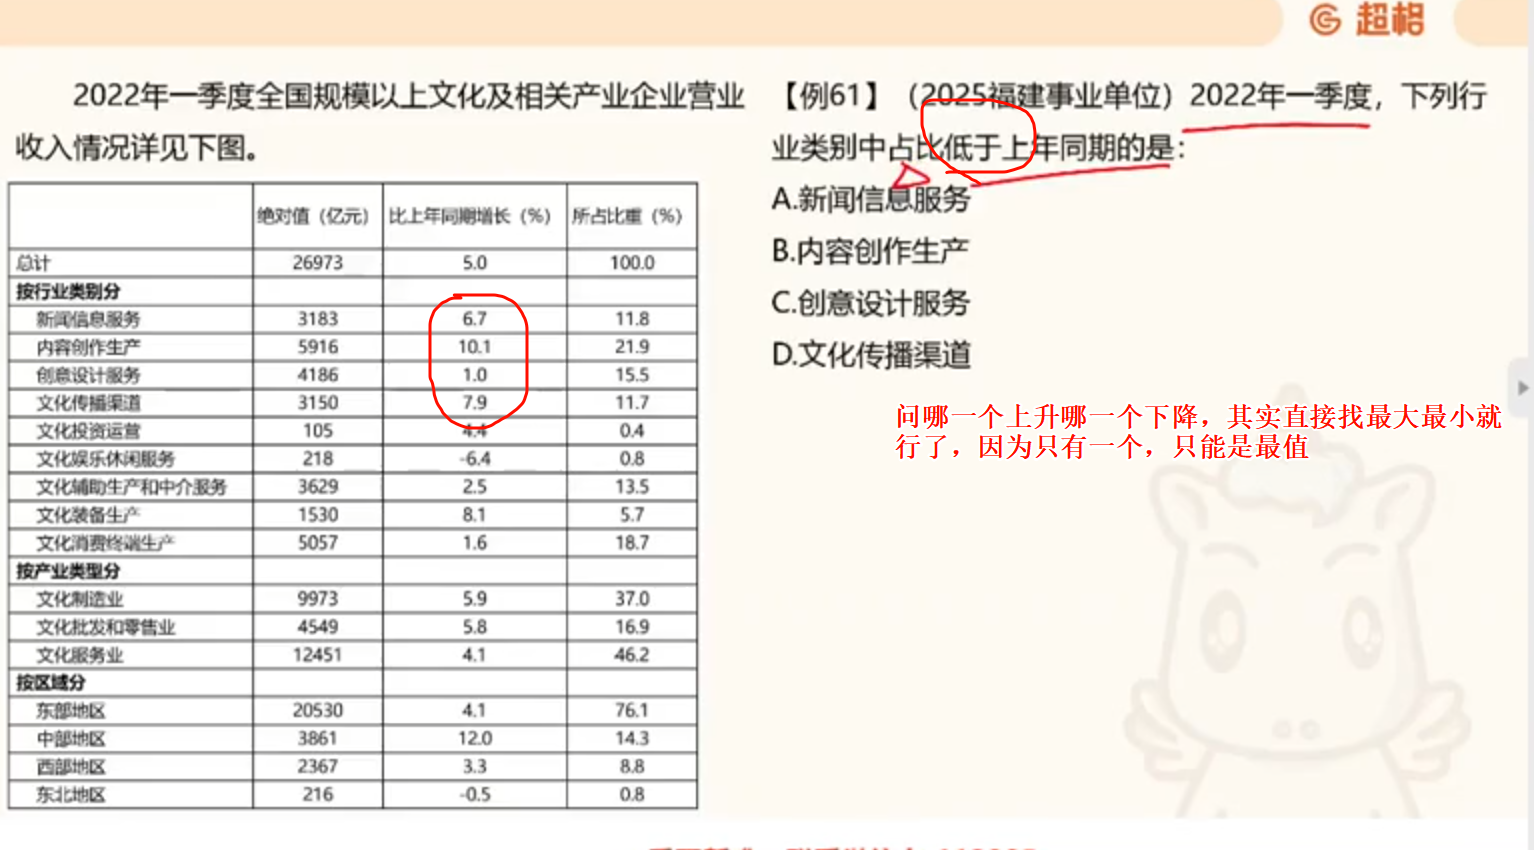 超格
2022年一季度全国规模以上文化及相关产业企业营业
收入情况详见下图。
绝对值（亿元） 比上年同期增长（%） 所占比重（%）
总计 26973 5.0 100.0
按行业类别分
新闻信息服务 3183 6.7 11.8
内容创作生产 5916 10.1 21.9
创意设计服务 4186 1.0 15.5
文化传播渠道 3150 7.9 11.7
文化投资运营 105 4.4 0.4
文化娱乐休闲服务 218 -6.4 0.8
文化辅助生产和中介服务 3629 2.5 13.5
文化装备生产 1530 8.1 5.7
文化消费终端生产 5057 1.6 18.7
按产业类型分
文化制造业 9973 5.9 37.0
文化批发和零售业 4549 5.8 16.9
文化服务业 12451 4.1 46.2
按区域分
东部地区 20530 4.1 76.1
中部地区 3861 12.0 14.3
西部地区 2367 3.3 8.8
东北地区 216 -0.5 0.8
【例61】（2025福建事业单位）2022年一季度，下列行
业类别中占比低于上年同期的是：
A.新闻信息服务
B.内容创作生产
C.创意设计服务
D.文化传播渠道
问哪一个上升哪一个下降，其实直接找最大最小就
行了，因为只有一个，只能是最值